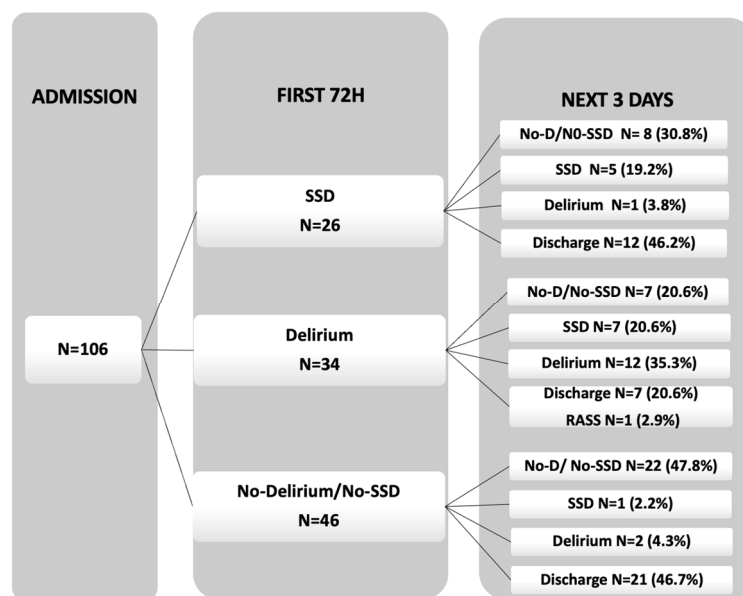 ADMISSION
FIRST 72H
NEXT 3 DAYS
N=106
SSD
N=26
Delirium
N=34
No-Delirium/No-SSD
N=46
No-D/N0-SSD N= 8 (30.8%)
SSD N=5 (19.2%)
Delirium N=1 (3.8%)
Discharge N=12 (46.2%)
No-D/No-SSD N=7 (20.6%)
SSD N=7 (20.6%)
Delirium N=12 (35.3%)
Discharge N=7 (20.6%)
RASS N=1 (2.9%)
No-D/ No-SSD N=22 (47.8%)
SSD N=1 (2.2%)
Delirium N=2 (4.3%)
Discharge N=21 (46.7%)